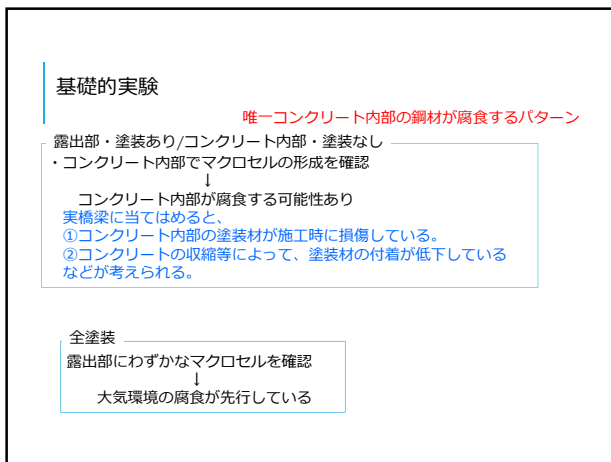 基礎的実験
唯一コンクリート内部の鋼材が腐食するパターン
露出部・塗装あり/コンクリート内部・塗装なし
・コンクリート内部でマクロセルの形成を確認
↓
コンクリート内部が腐食する可能性あり
実橋梁に当てはめると、
①コンクリート内部の塗装材が施工時に損傷している。
②コンクリートの収縮等によって、塗装材の付着が低下している
などが考えられる。
全塗装
露出部にわずかなマクロセルを確認
↓
大気環境の腐食が先行している